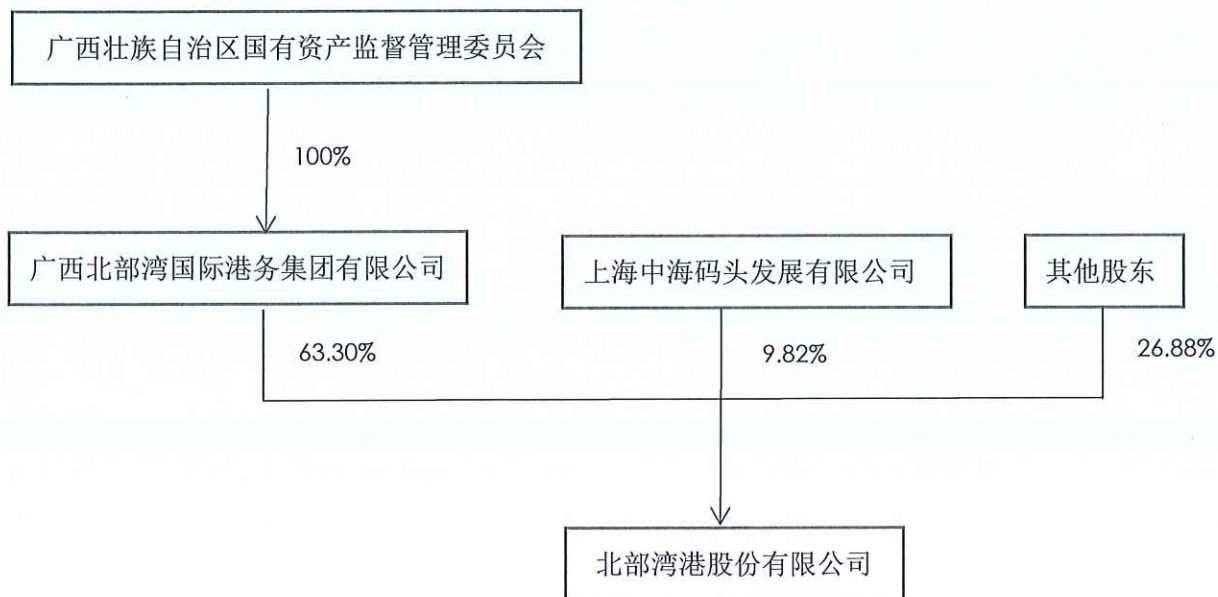 广西壮族自治区国有资产监督管理委员会
100%
广西北部湾国际港务集团有限公司
上海中海码头发展有限公司
其他股东
63.30%
9.82%
26.88%
北部湾港股份有限公司